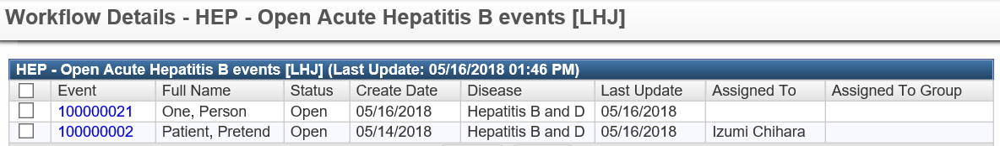 Workflow Details - HEP - Open Acute Hepatitis B events [LHJ]
HEP - Open Acute Hepatitis B events [LHJ] (Last Update: 05/16/2018 01:46 PM)
Event Full Name Status Create Date Disease Last Update Assigned To Assigned To Group
100000021 One, Person Open 05/16/2018 Hepatitis B and D 05/16/2018
100000002 Patient, Pretend Open 05/14/2018 Hepatitis B and D 05/16/2018 Izumi Chihara